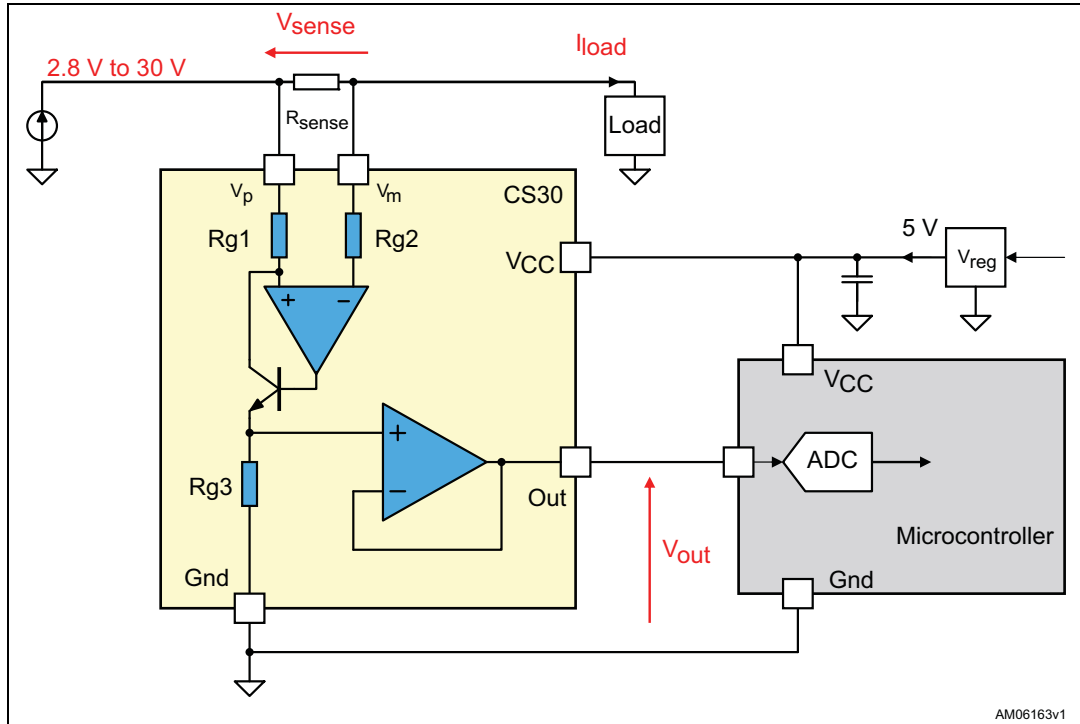 Vsense
Iload
2.8 V to 30 V
Rsense
Load
Vp
Vm
CS30
Rg1
Rg2
5 V
Vreg
VCC
+
−
VCC
+
ADC
Rg3
−
Out
Microcontroller
Vout
Gnd
Gnd
AM06163v1